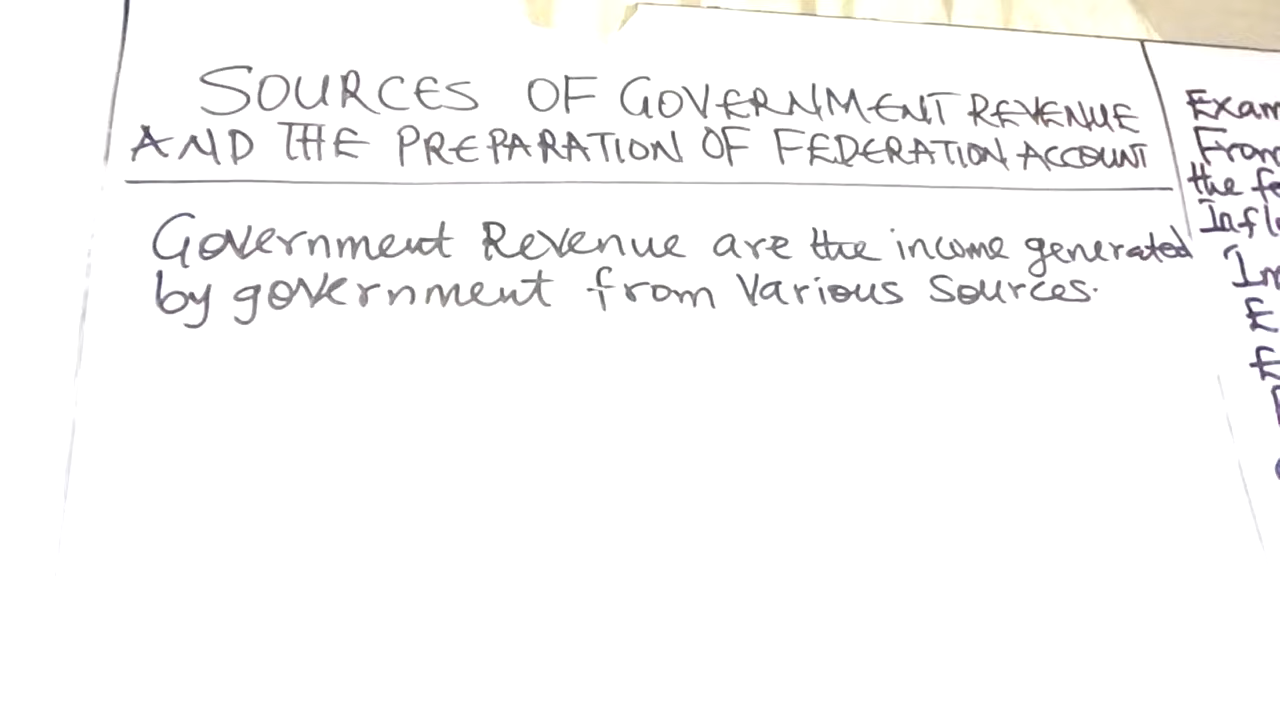 SOURCES OF GOVERNMENT REVENUE
AND THE PREPARATION OF FEDERATION ACCOUNT
Government Revenue are the income generated
by government from Various Sources.
the